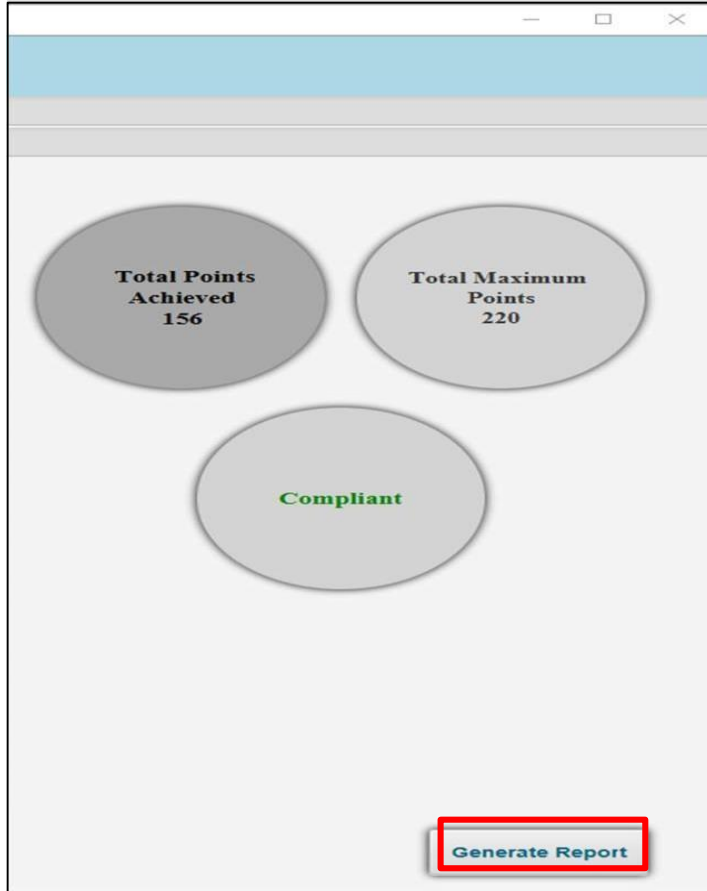 Total Points
Achieved
156
Total Maximum
Points
220
Compliant
Generate Report